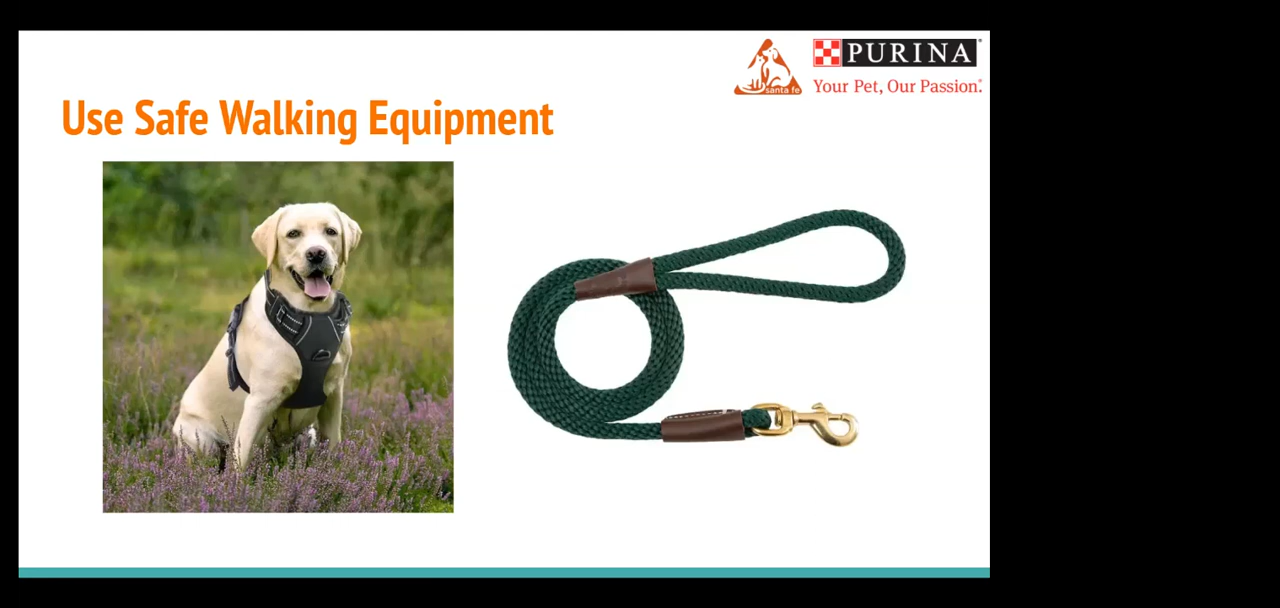 santa fe
PURINA
Your Pet, Our Passion.®
Use Safe Walking Equipment